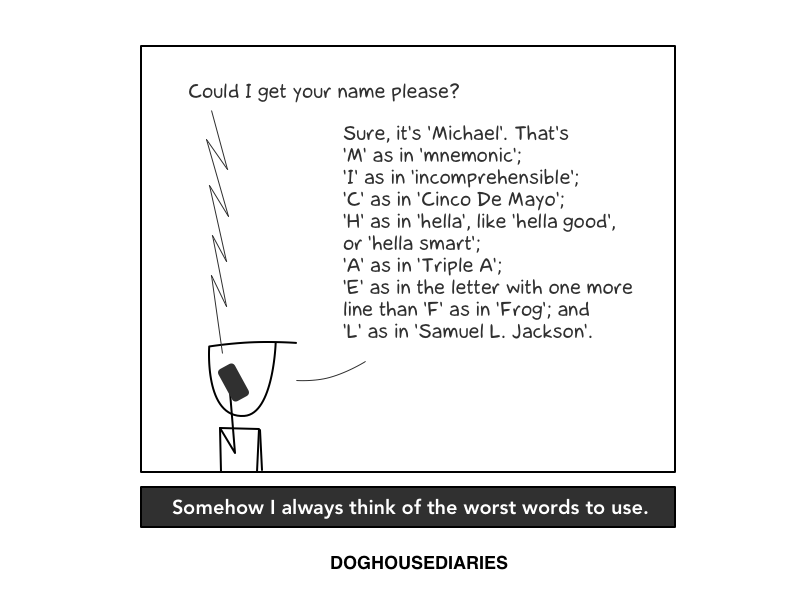 Could I get your name please?
Sure, it's 'Michael'. That's
'M' as in 'mnemonic';
'I' as in 'incomprehensible';
'C' as in 'Cinco De Mayo';
'H' as in 'hella', like 'hella good',
or 'hella smart';
'A' as in 'Triple A';
'E' as in the letter with one more
line than 'F' as in 'Frog'; and
'L' as in 'Samuel L. Jackson'.
Somehow I always think of the worst words to use.
DOGHOUSEDIARIES